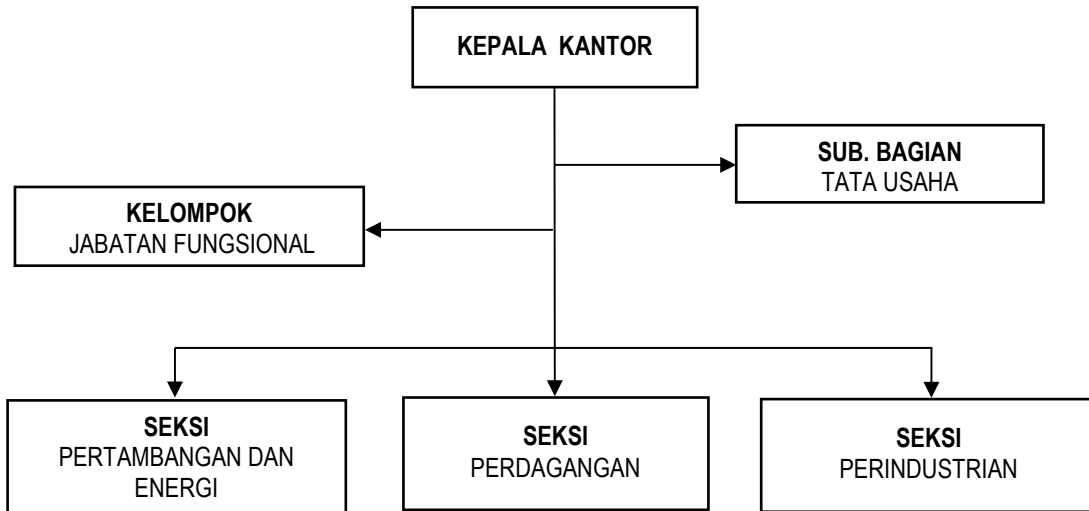 KEPALA KANTOR
SUB. BAGIAN
TATA USAHA
KELOMPOK
JABATAN FUNGSIONAL
SEKSI
PERTAMBANGAN DAN
ENERGI
SEKSI
PERDAGANGAN
SEKSI
PERINDUSTRIAN